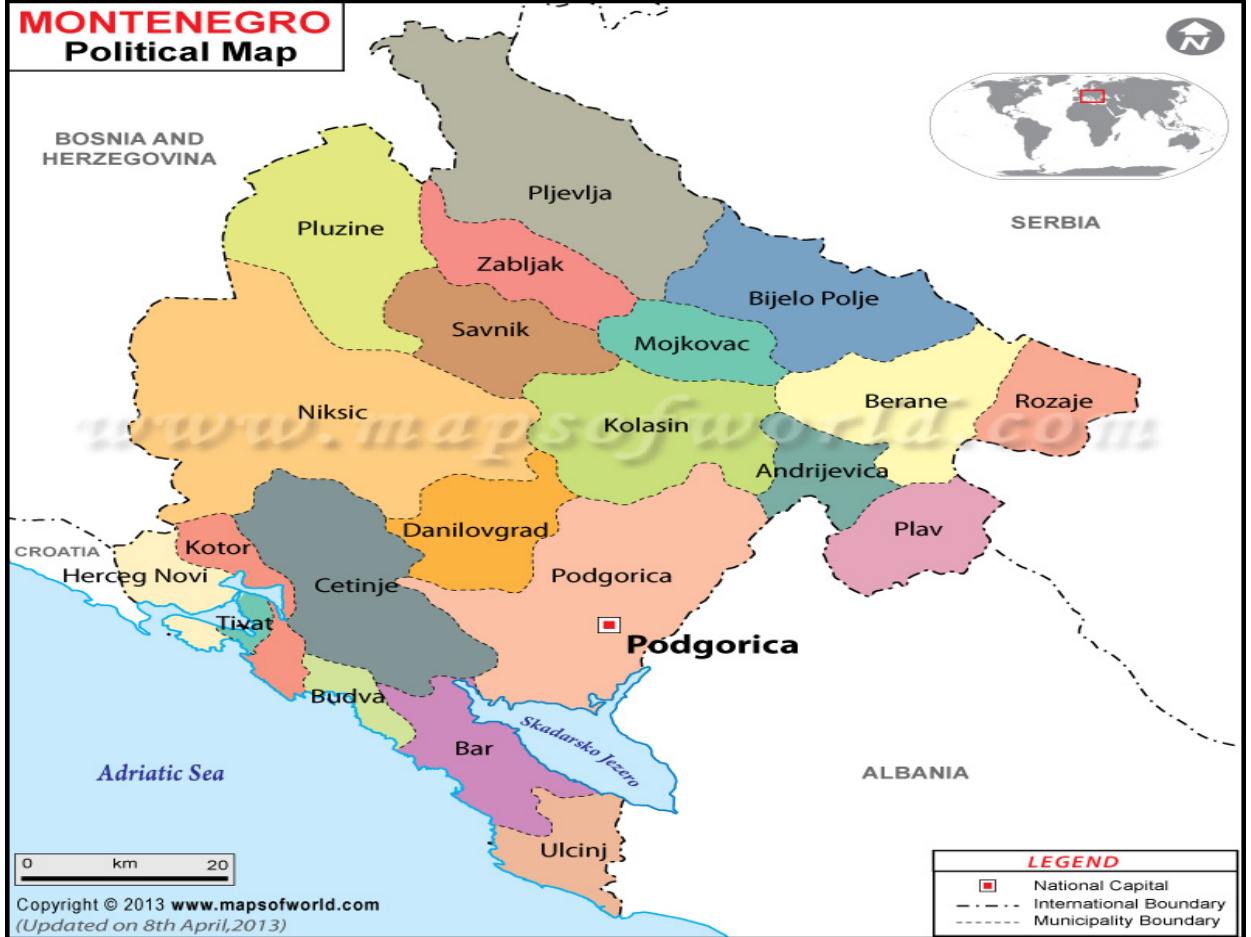 MONTENEGRO
Political Map
N
BOSNIA AND
HERZEGOVINA
SERBIA
Pljevlja
Pluzine
Zabljak
Bijelo Polje
Savnik
Mojkovac
Niksic
Kolasin
Berane
Rozaje
www.mapsofworld.com
Andrijevica
Danilovgrad
Plav
CROATIA
Kotor
Herceg Novi
Cetinje
Podgorica
Tivat
Podgorica
Budva
Skadarsko Jezero
Bar
Adriatic Sea
ALBANIA
Ulcinj
0 km 20
Copyright © 2013 www.mapsofworld.com
(Updated on 8th April,2013)
LEGEND
National Capital
International Boundary
Municipality Boundary